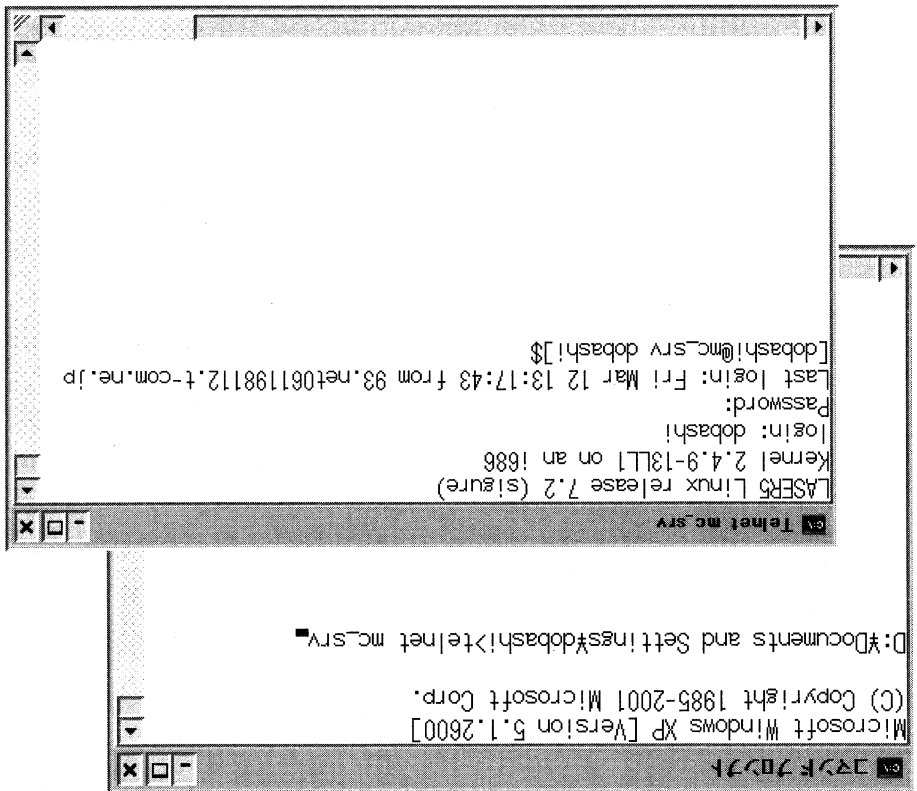 コマンド プロンプト
Microsoft Windows XP [Version 5.1.2600]
(C) Copyright 1985-2001 Microsoft Corp.
D:¥Documents and Settings¥dobashi>telnet mc_srv
Telnet mc_srv
LASER5 Linux release 7.2 (sigure)
Kernel 2.4.9-13LL1 on an i686
login: dobashi
Password:
Last login: Fri Mar 12 13:17:43 from 93.net061198112.t-com.ne.jp
[dobashi@mc_srv dobashi]$